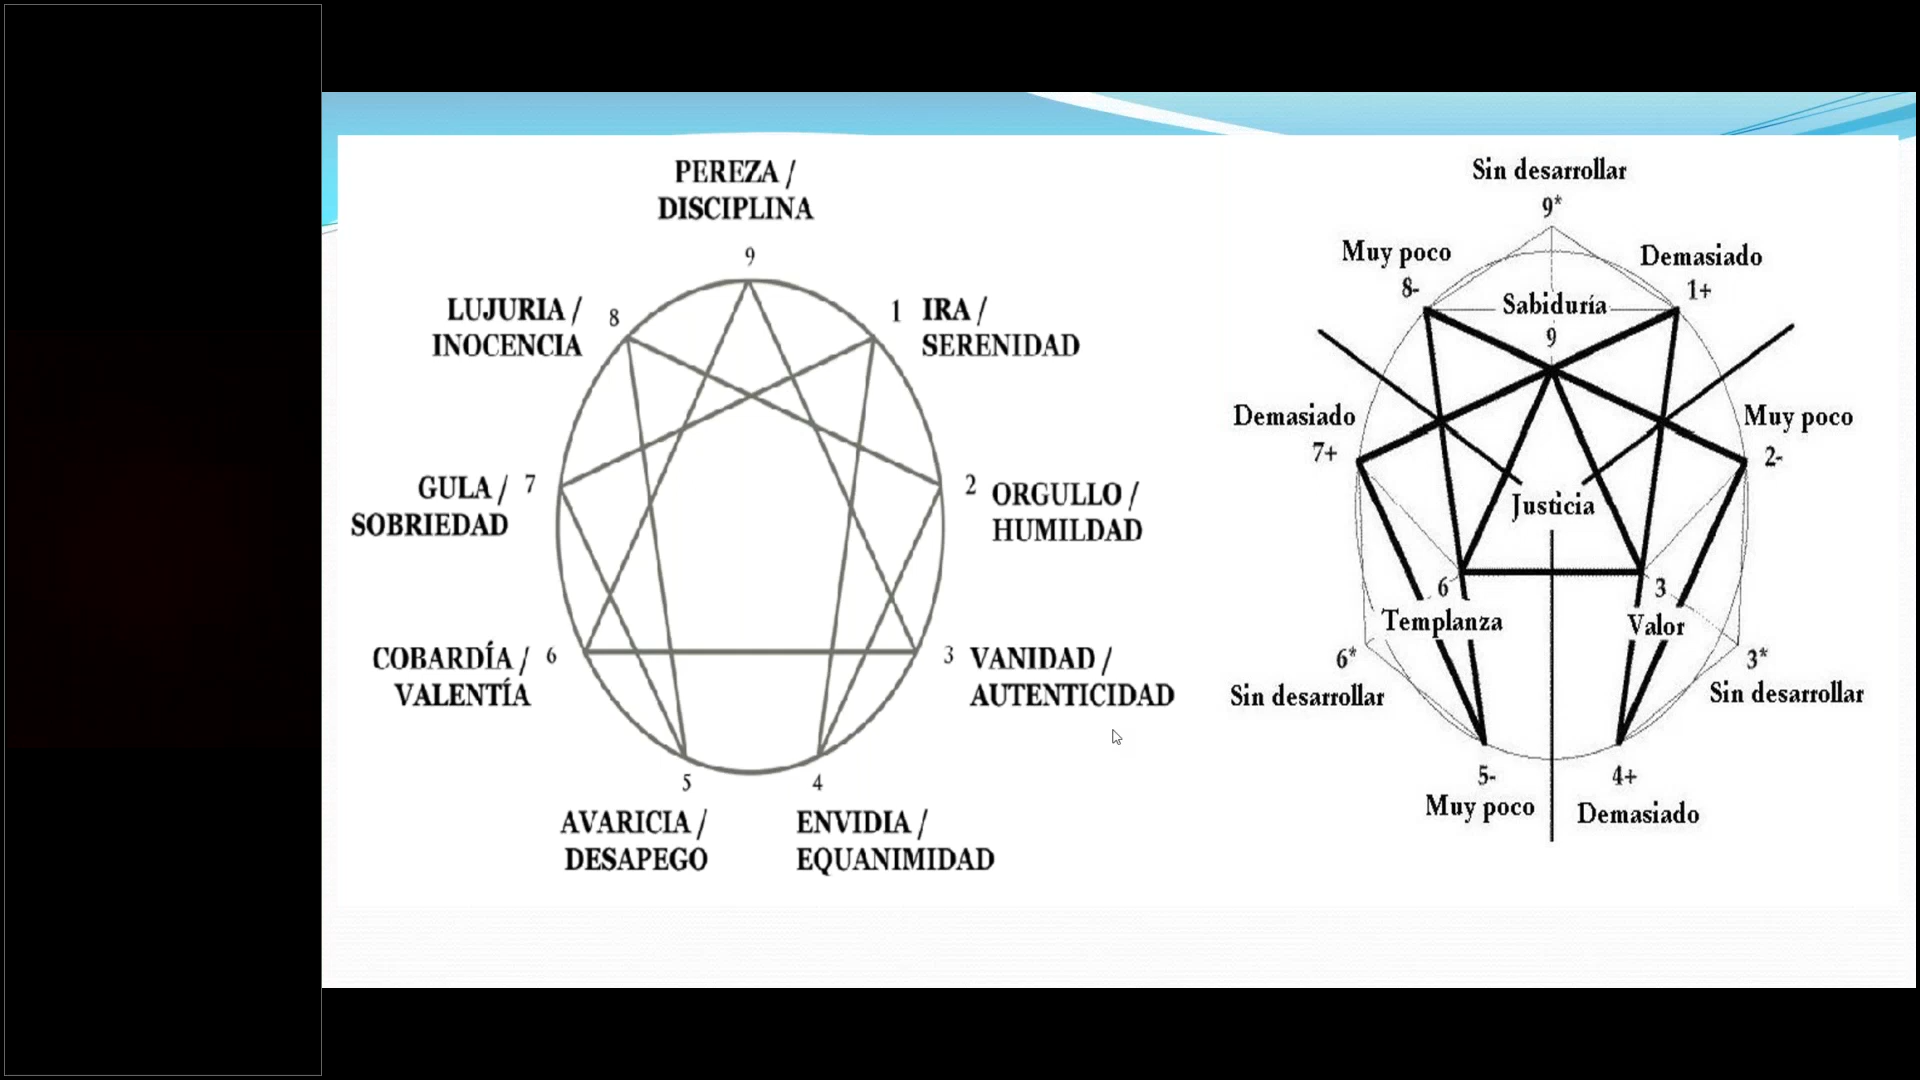 PEREZA /
DISCIPLINA
9
LUJURIA /
INOCENCIA
8
1
IRA /
SERENIDAD
GULA /
SOBRIEDAD
7
2
ORGULLO /
HUMILDAD
COBARDÍA /
VALENTÍA
6
3
VANIDAD /
AUTENTICIDAD
5
AVARICIA /
DESAPEGO
4
ENVIDIA /
EQUANIMIDAD
Sin desarrollar
9*
Muy poco
8-
Demasiado
1+
Sabiduría
9
Demasiado
7+
Muy poco
2-
Justicia
6
Templanza
3
Valor
6*
Sin desarrollar
3*
Sin desarrollar
5-
Muy poco
4+
Demasiado